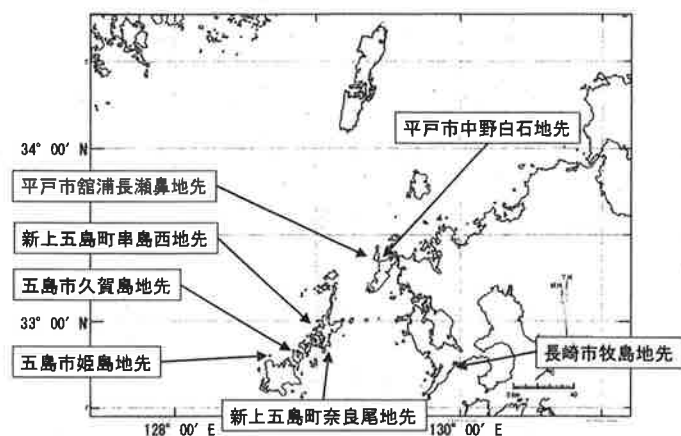 平戸市中野白石地先
34° 00′ N
平戸市舘浦長瀬鼻地先
新上五島町串島西地先
五島市久賀島地先
33° 00′ N
五島市姫島地先
長崎市牧島地先
新上五島町奈良尾地先
128° 00′ E
130° 00′ E